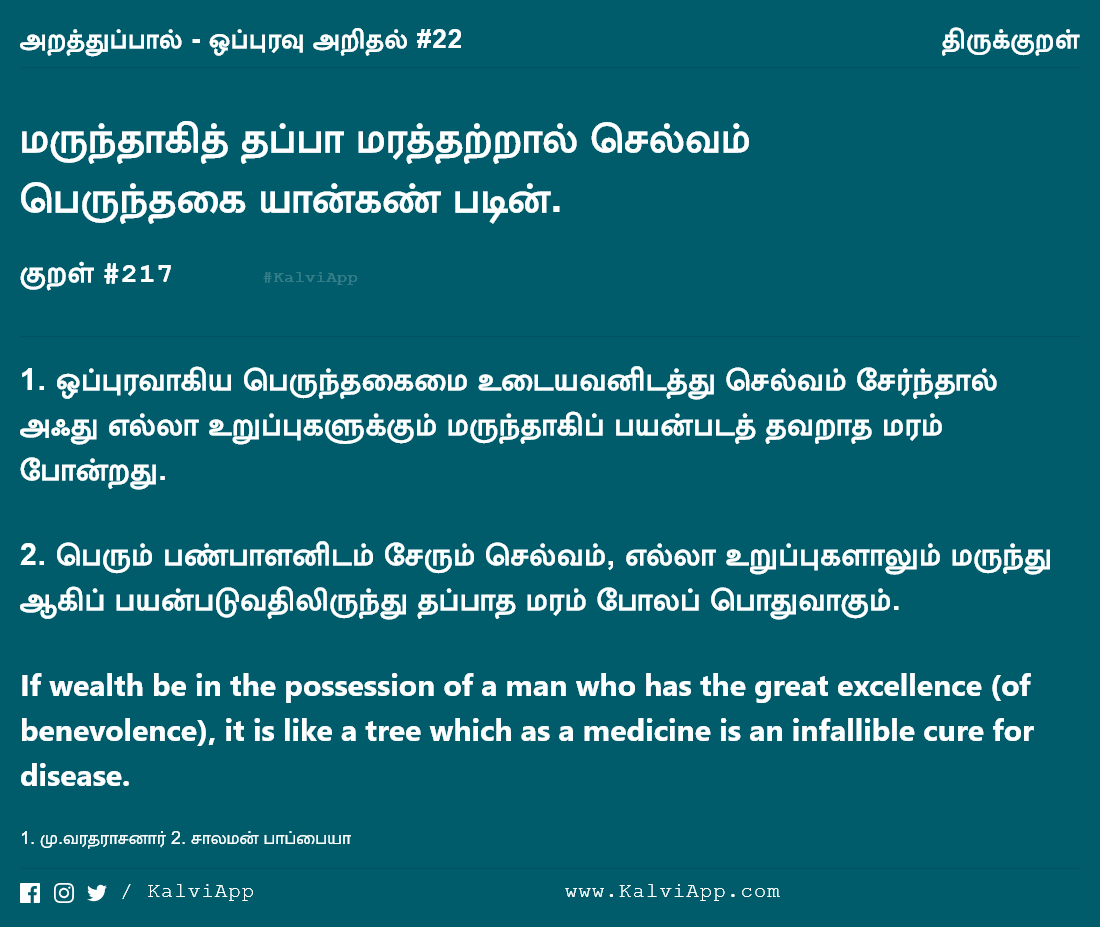 அறத்துப்பால் - ஒப்புரவு அறிதல் #22
திருக்குறள்
மருந்தாகித் தப்பா மரத்தற்றால் செல்வம்
பெருந்தகை யான்கண் படின்.
குறள் #217
#KalviApp
1. ஒப்புரவாகிய பெருந்தகைமை உடையவனிடத்து செல்வம் சேர்ந்தால்
அஃது எல்லா உறுப்புகளுக்கும் மருந்தாகிப் பயன்படத் தவறாத மரம்
போன்றது.
2. பெரும் பண்பாளனிடம் சேரும் செல்வம், எல்லா உறுப்புகளாலும் மருந்து
ஆகிப் பயன்படுவதிலிருந்து தப்பாத மரம் போலப் பொதுவாகும்.
If wealth be in the possession of a man who has the great excellence (of
benevolence), it is like a tree which as a medicine is an infallible cure for
disease.
1. மு.வரதராசனார் 2. சாலமன் பாப்பையா
/ KalviApp
www.KalviApp.com